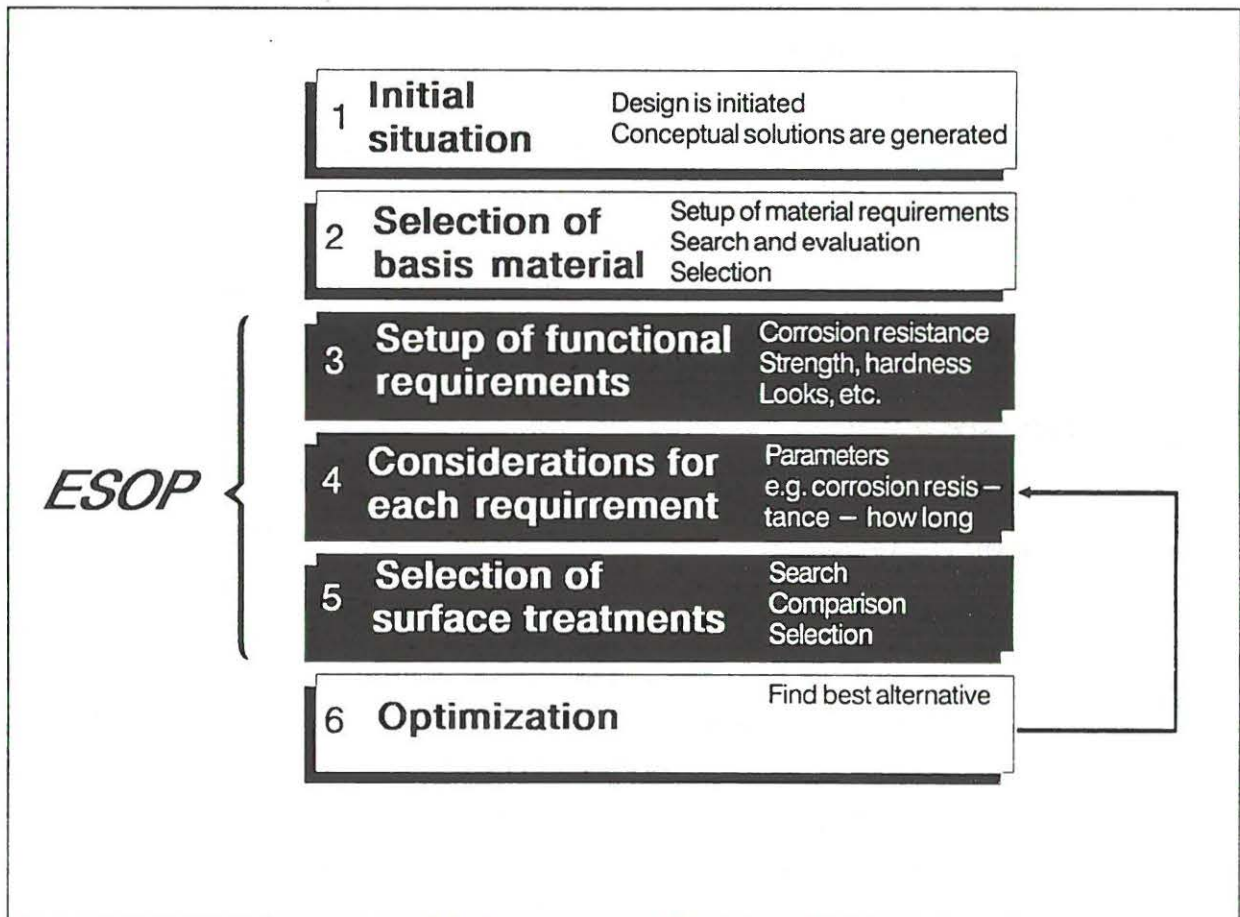 1 Initial situation
Design is initiated
Conceptual solutions are generated
2 Selection of basis material
Setup of material requirements
Search and evaluation
Selection
ESOP
3 Setup of functional requirements
Corrosion resistance
Strength, hardness
Looks, etc.
4 Considerations for each requirrement
Parameters
e.g. corrosion resis –
tance – how long
5 Selection of surface treatments
Search
Comparison
Selection
6 Optimization
Find best alternative